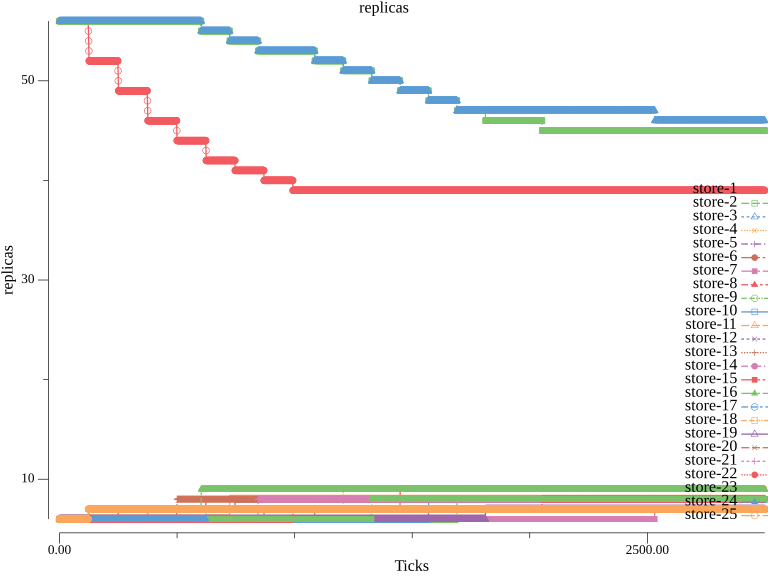 replicas
50
30
10
replicas
0.00
2500.00
Ticks
store-1
store-2
store-3
store-4
store-5
store-6
store-7
store-8
store-9
store-10
store-11
store-12
store-13
store-14
store-15
store-16
store-17
store-18
store-19
store-20
store-21
store-22
store-23
store-24
store-25